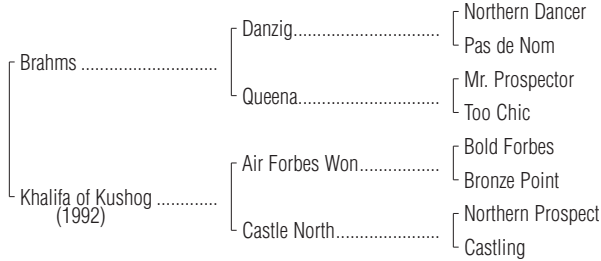 Northern Dancer
Danzig..................................
Pas de Nom
Brahms ...............................
Mr. Prospector
Queena.................................
Too Chic
Bold Forbes
Air Forbes Won...................
Bronze Point
Khalifa of Kushog ..............
(1992)
Northern Prospect
Castle North........................
Castling